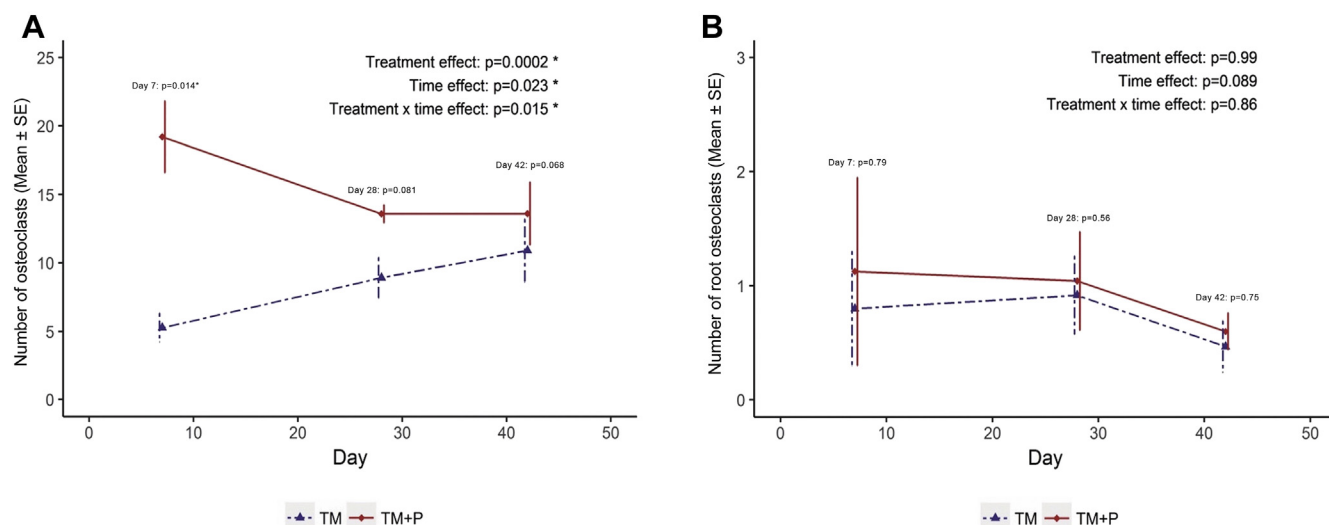 A
Treatment effect: p=0.0002 *
Time effect: p=0.023 *
Treatment x time effect: p=0.015 *
Number of osteoclasts (Mean ± SE)
25
20
15
10
5
0
Day 7: p=0.014*
Day 28: p=0.081
Day 42: p=0.068
0 10 20 30 40 50
Day
TM TM+P
B
Treatment effect: p=0.99
Time effect: p=0.089
Treatment x time effect: p=0.86
Number of root osteoclasts (Mean ± SE)
3
2
1
0
Day 7: p=0.79
Day 28: p=0.56
Day 42: p=0.75
0 10 20 30 40 50
Day
TM TM+P